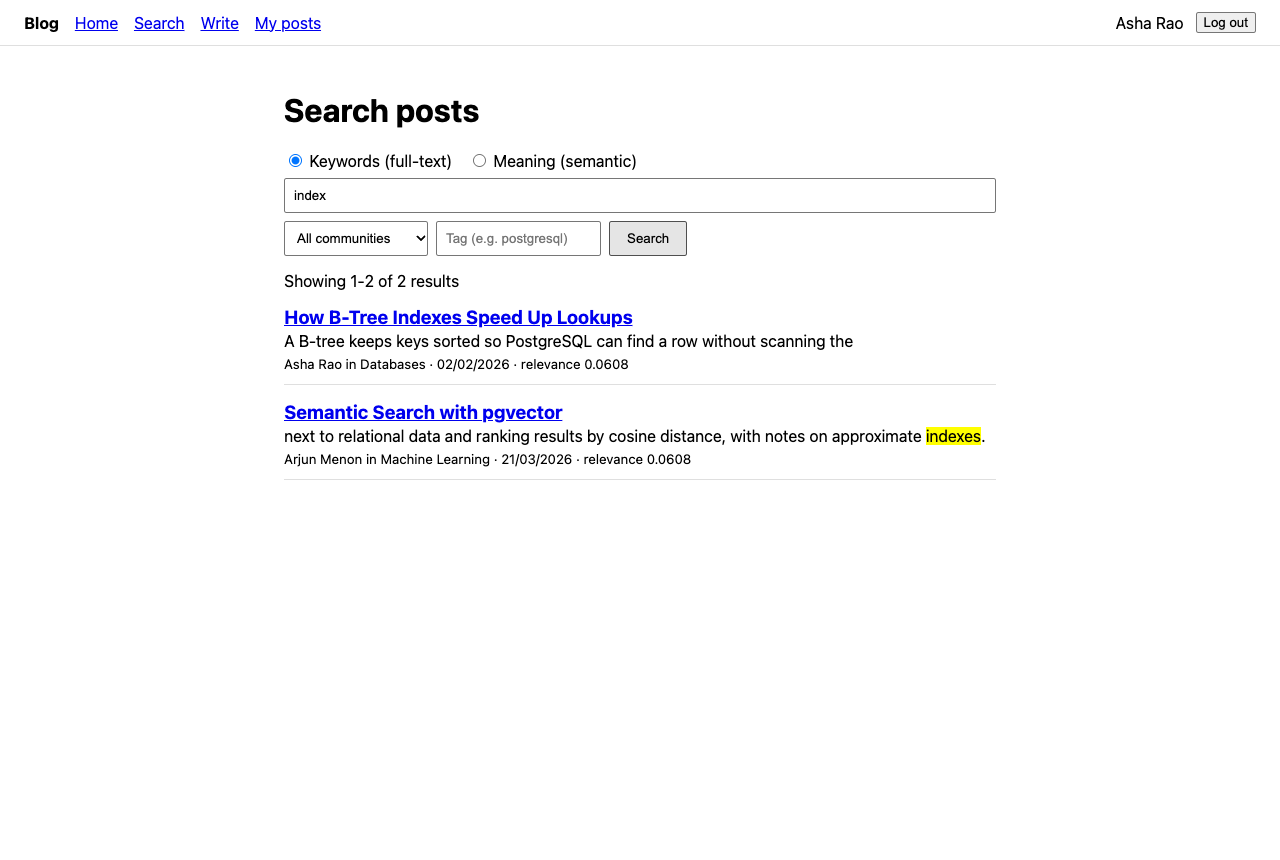 Blog Home Search Write My posts Asha Rao Log out
Search posts
Keywords (full-text) Meaning (semantic)
index
All communities Tag (e.g. postgresql) Search
Showing 1-2 of 2 results
How B-Tree Indexes Speed Up Lookups
A B-tree keeps keys sorted so PostgreSQL can find a row without scanning the
Asha Rao in Databases · 02/02/2026 · relevance 0.0608
Semantic Search with pgvector
next to relational data and ranking results by cosine distance, with notes on approximate indexes.
Arjun Menon in Machine Learning · 21/03/2026 · relevance 0.0608